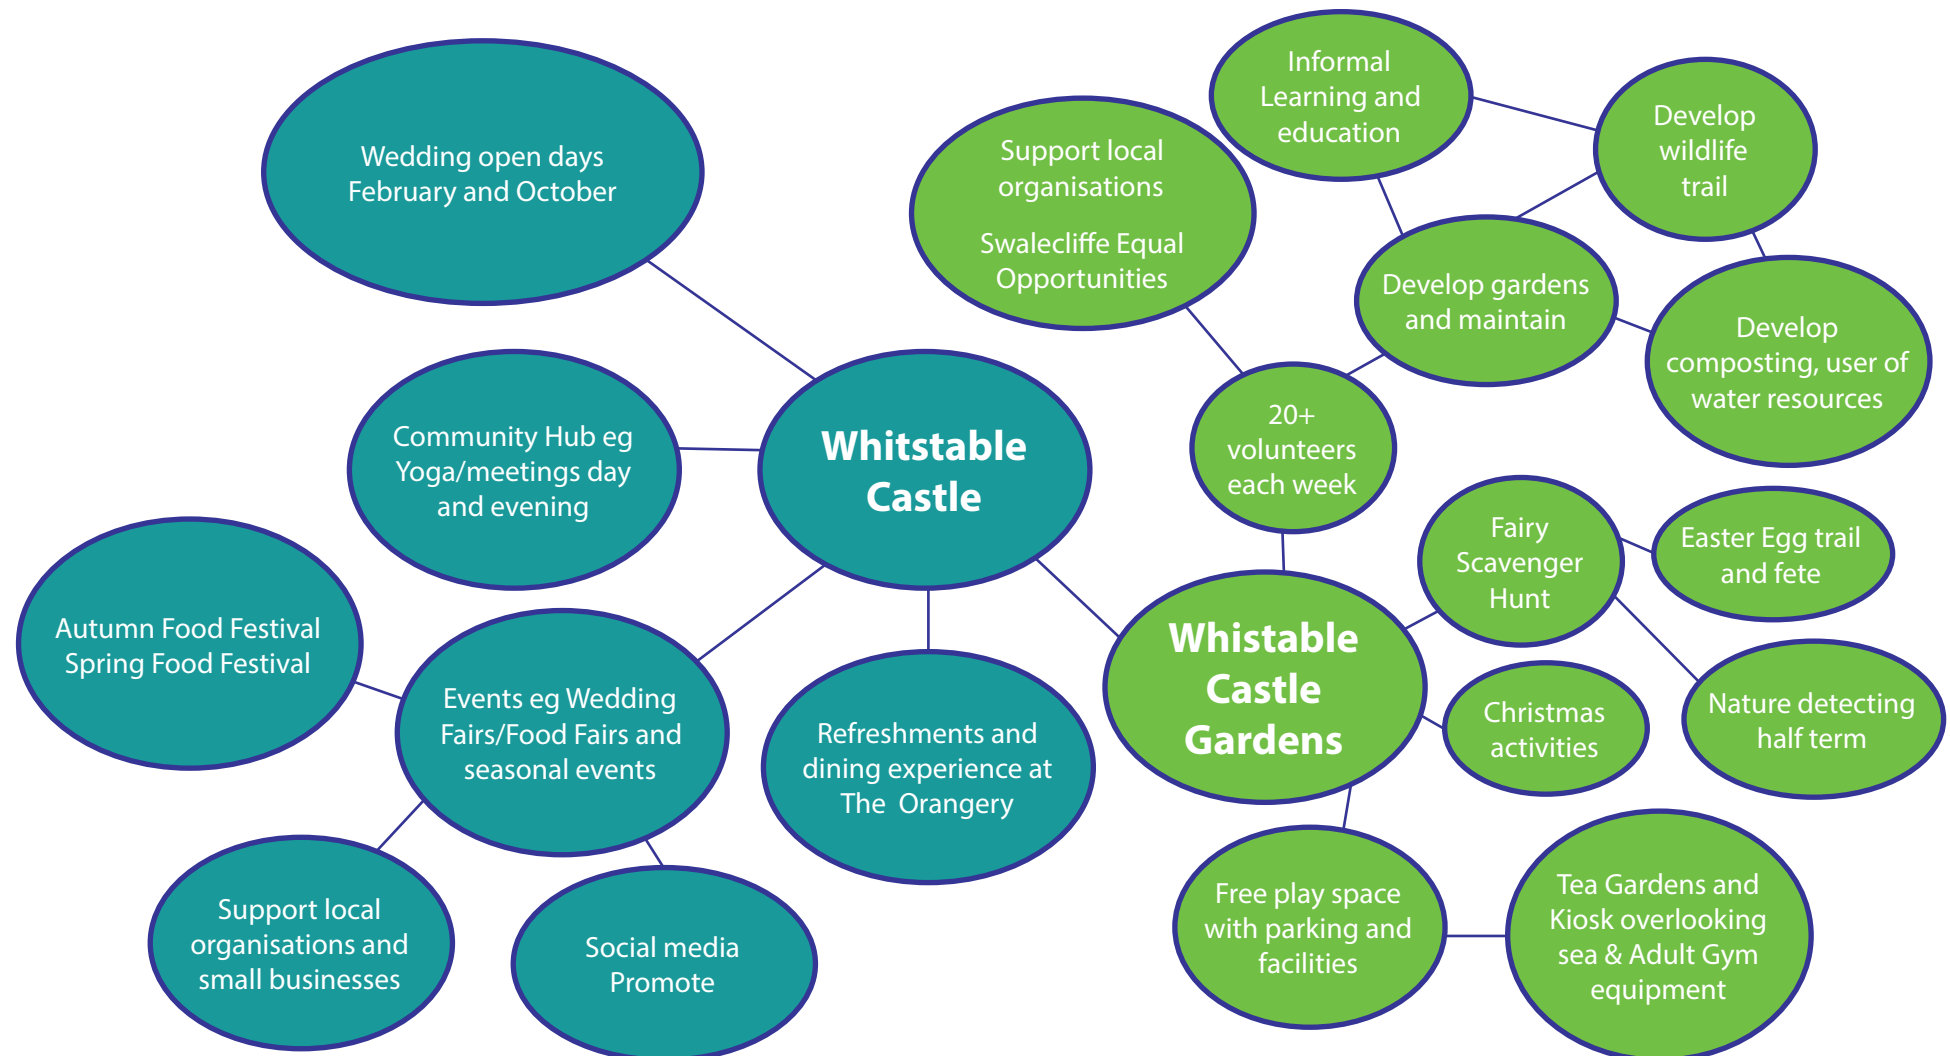 Wedding open days
February and October
Community Hub eg
Yoga/meetings day
and evening
Whitstable
Castle
Autumn Food Festival
Spring Food Festival
Events eg Wedding
Fairs/Food Fairs and
seasonal events
Refreshments and
dining experience at
The Orangery
Support local
organisations and
small businesses
Social media
Promote
Informal
Learning and
education
Develop
wildlife
trail
Support local
organisations
Swalecliffe Equal
Opportunities
Develop gardens
and maintain
Develop
composting, user of
water resources
20+
volunteers
each week
Fairy
Scavenger
Hunt
Easter Egg trail
and fete
Whistable
Castle
Gardens
Christmas
activities
Nature detecting
half term
Free play space
with parking and
facilities
Tea Gardens and
Kiosk overlooking
sea & Adult Gym
equipment